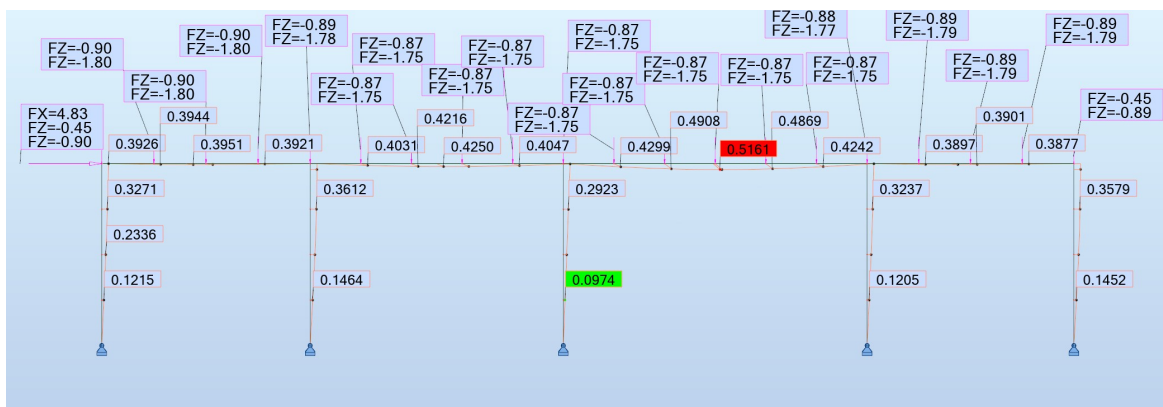 FZ=-0.90
FZ=-1.80
FZ=-0.90
FZ=-1.80
FZ=-0.89
FZ=-1.78
FZ=-0.87
FZ=-1.75
FZ=-0.87
FZ=-1.75
FZ=-0.87
FZ=-1.75
FZ=-0.88
FZ=-1.77
FZ=-0.89
FZ=-1.79
FZ=-0.89
FZ=-1.79
FZ=-0.90
FZ=-1.80
FZ=-0.87
FZ=-1.75
FZ=-0.87
FZ=-1.75
FZ=-0.87
FZ=-1.75
FZ=-0.87
FZ=-1.75
FZ=-0.87
FZ=-1.75
FZ=-0.87
FZ=-1.75
FZ=-0.89
FZ=-1.79
FX=4.83
FZ=-0.45
FZ=-0.90
FZ=-0.87
FZ=-1.75
FZ=-0.45
FZ=-0.89
0.3944
0.4216
0.4908
0.4869
0.3901
0.3926
0.3951
0.3921
0.4031
0.4250
0.4047
0.4299
0.5161
0.4242
0.3897
0.3877
0.3271
0.3612
0.2923
0.3237
0.3579
0.2336
0.1215
0.1464
0.0974
0.1205
0.1452